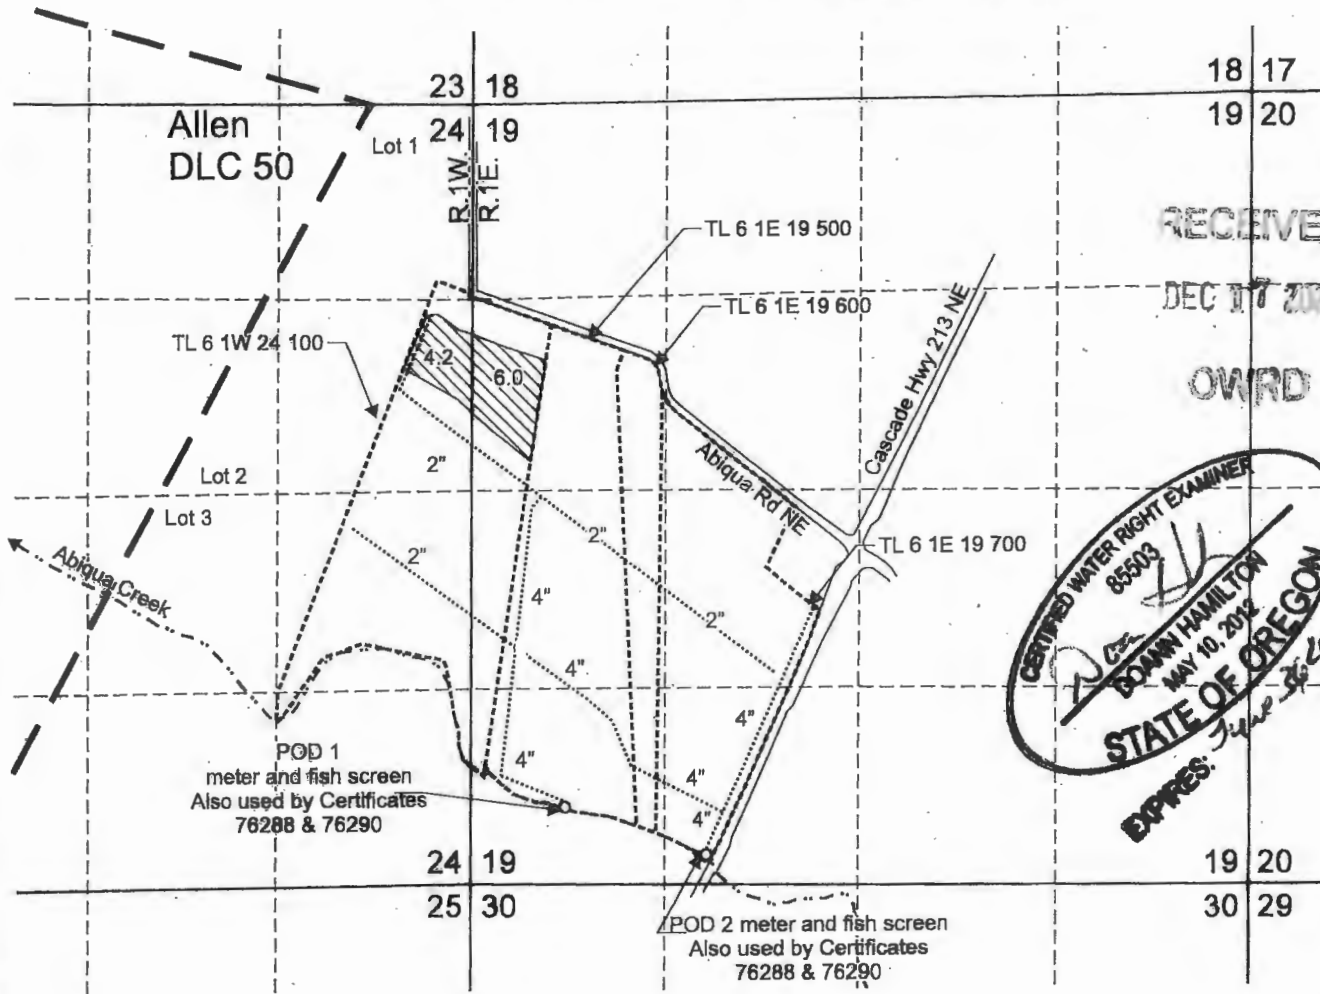 23 18
24 19
18 17
19 20
Allen
DLC 50
Lot 1
R.1W.
R.1E.
RECEIVE
DEC 17
OWRD
TL 6 1E 19 500
TL 6 1E 19 600
TL 6 1W 24 100
4.2
6.0
Cascade Hwy 213 NE
Abiqua Rd NE
Lot 2
Lot 3
2"
2"
2"
2"
4"
4"
4"
4"
4"
4"
TL 6 1E 19 700
Abiqua Creek
CERTIFIED WATER RIGHT EXAMINER
85503
DOANN HAMILTON
MAY 10, 2012
STATE OF OREGON
EXPIRES: June 30
POD 1
meter and fish screen
Also used by Certificates
76288 & 76290
24 19
25 30
19 20
30 29
POD 2 meter and fish screen
Also used by Certificates
76288 & 76290